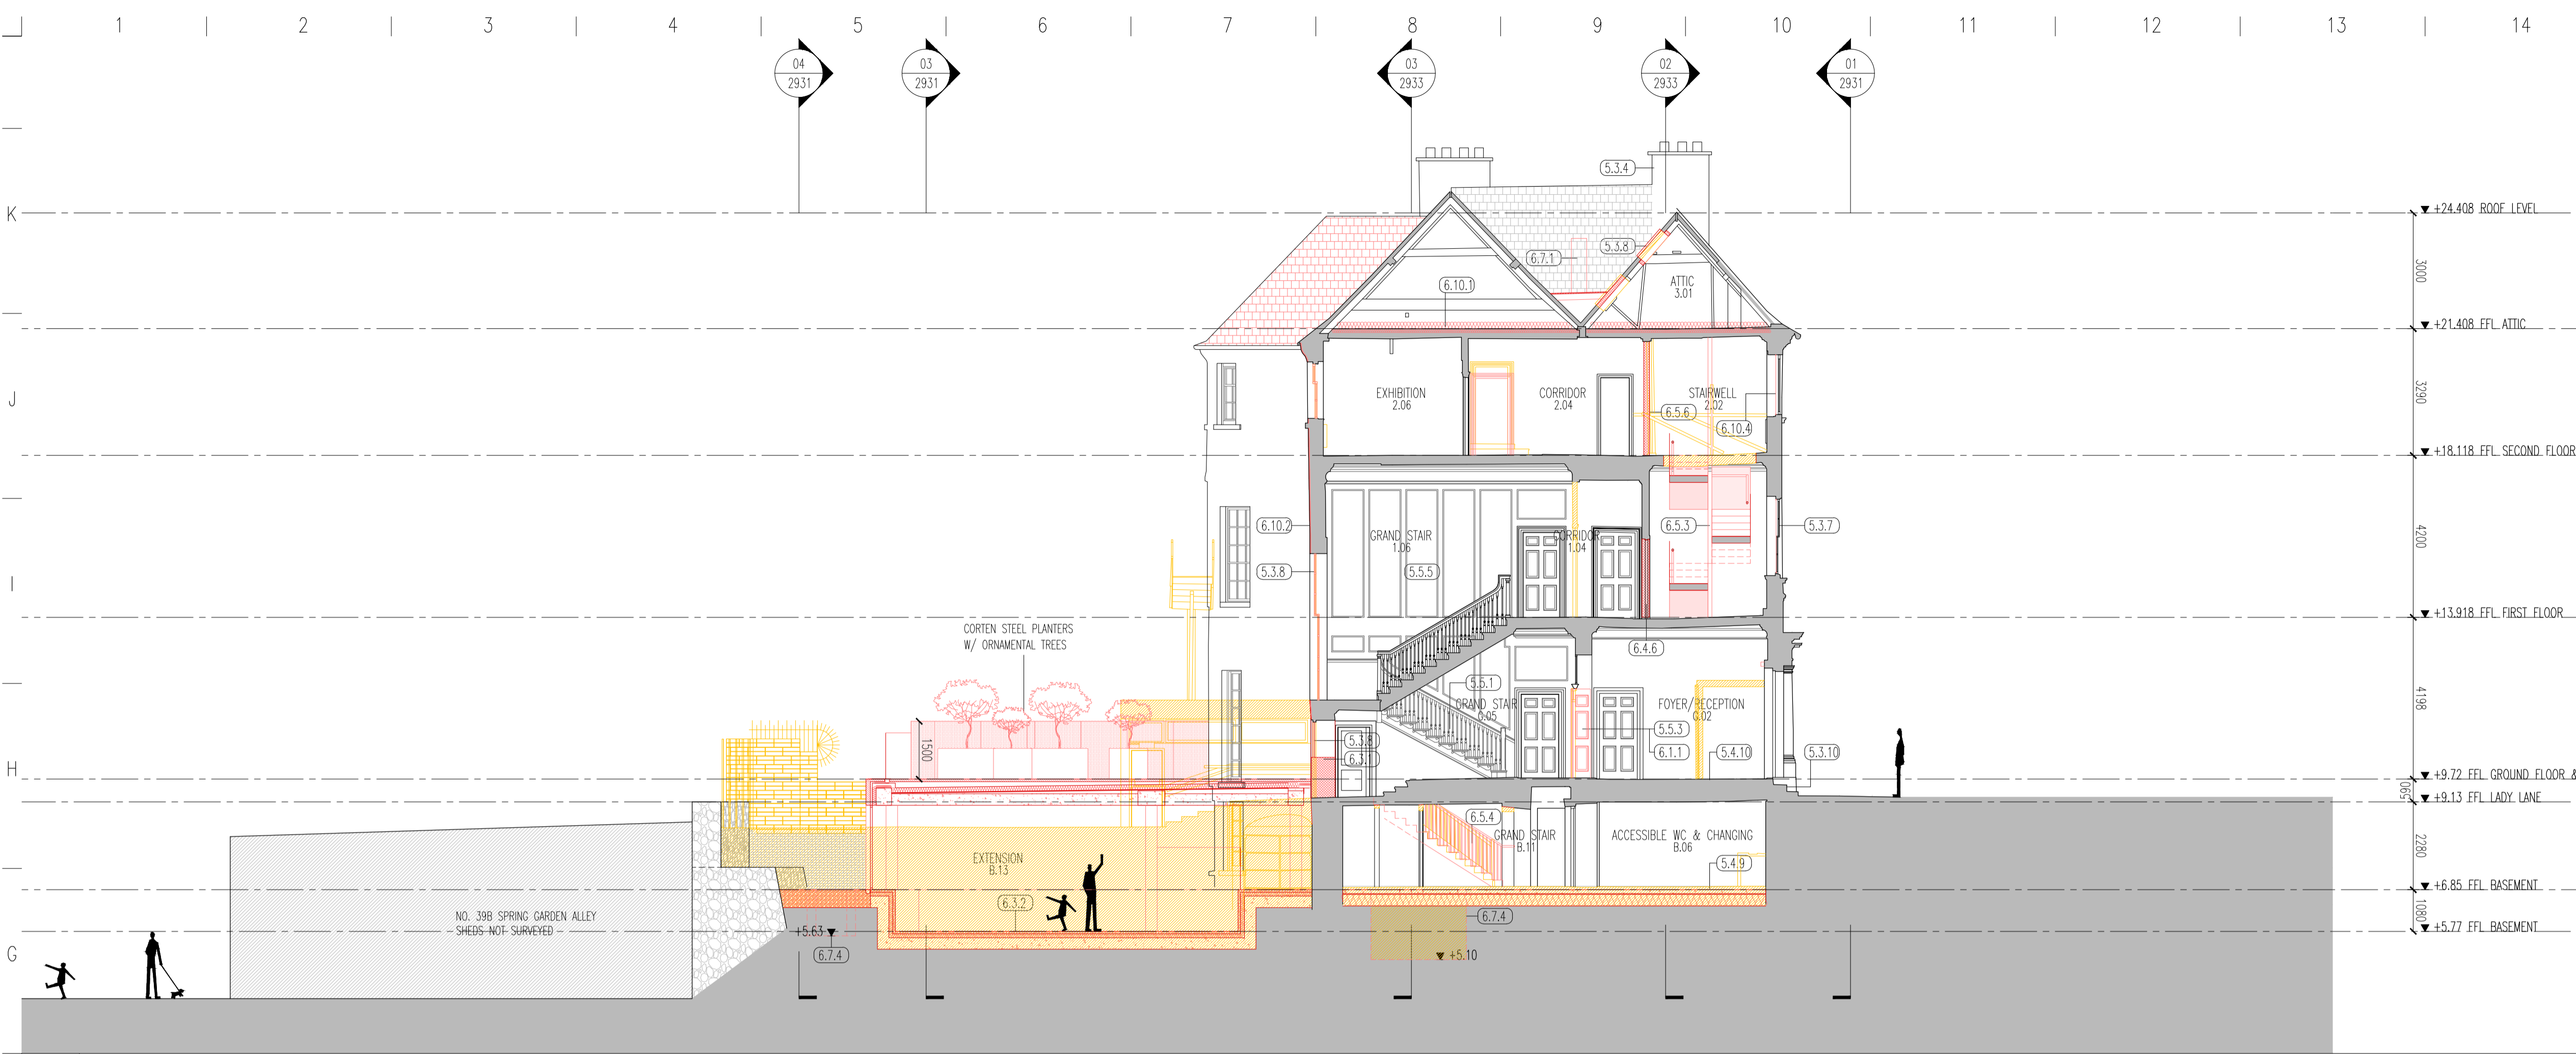 1 2 3 4 5 6 7 8 9 10 11 12 13 14
04
2931
03
2931
03
2933
02
2933
01
2931
5.3.4
K
+24.408 ROOF LEVEL
5.3.8
6.7.1
ATTIC
3.01
6.10.1
3000
+21.408 FFL ATTIC
J
EXHIBITION
2.06
CORRIDOR
2.04
STAIRWELL
2.02
6.5.6
6.10.4
3290
+18.118 FFL SECOND FLOOR
6.10.2
GRAND STAIR
1.06
CORRIDOR
1.04
6.5.3
5.3.7
4200
5.3.8
5.5.5
I
+13.918 FFL FIRST FLOOR
CORTEN STEEL PLANTERS
W/ ORNAMENTAL TREES
6.4.6
5.5.1
GRAND STAIR
G.05
FOYER/RECEPTION
G.02
4198
5.5.3
5.3.8
6.3.1
6.1.1
5.4.10
5.3.10
1500
H
+9.72 FFL GROUND FLOOR &
590
+9.13 FFL LADY LANE
6.5.4
GRAND STAIR
B.11
ACCESSIBLE WC & CHANGING
B.06
EXTENSION
B.13
5.4.9
2280
+6.85 FFL BASEMENT
6.3.2
NO. 39B SPRING GARDEN ALLEY
SHEDS NOT SURVEYED
6.7.4
1080
+5.63
+5.77 FFL BASEMENT
G
6.7.4
+5.10